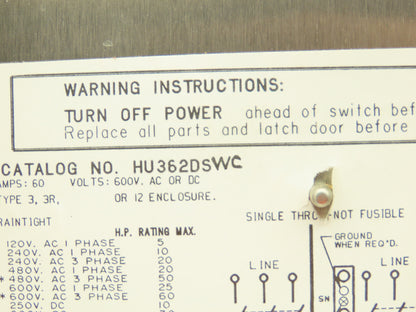 WARNING INSTRUCTIONS:
TURN OFF POWER ahead of switch bef
Replace all parts and latch door before
CATALOG NO. HU362DSWC
AMPS: 60 VOLTS: 600V. AC OR DC
TYPE 3, 3R, OR 12 ENCLOSURE.
RAINTIGHT
H.P. RATING MAX.
120V. AC 1 PHASE 5
240V. AC 1 PHASE 10
240V. AC 3 PHASE 20
480V. AC 1 PHASE 20
* 480V. AC 3 PHASE 50
600V. AC 1 PHASE 25
* 600V. AC 3 PHASE 60
250V. DC 10
SINGLE THROW-NOT FUSIBLE
GROUND
WHEN REQ'D.
LINE LINE
SN